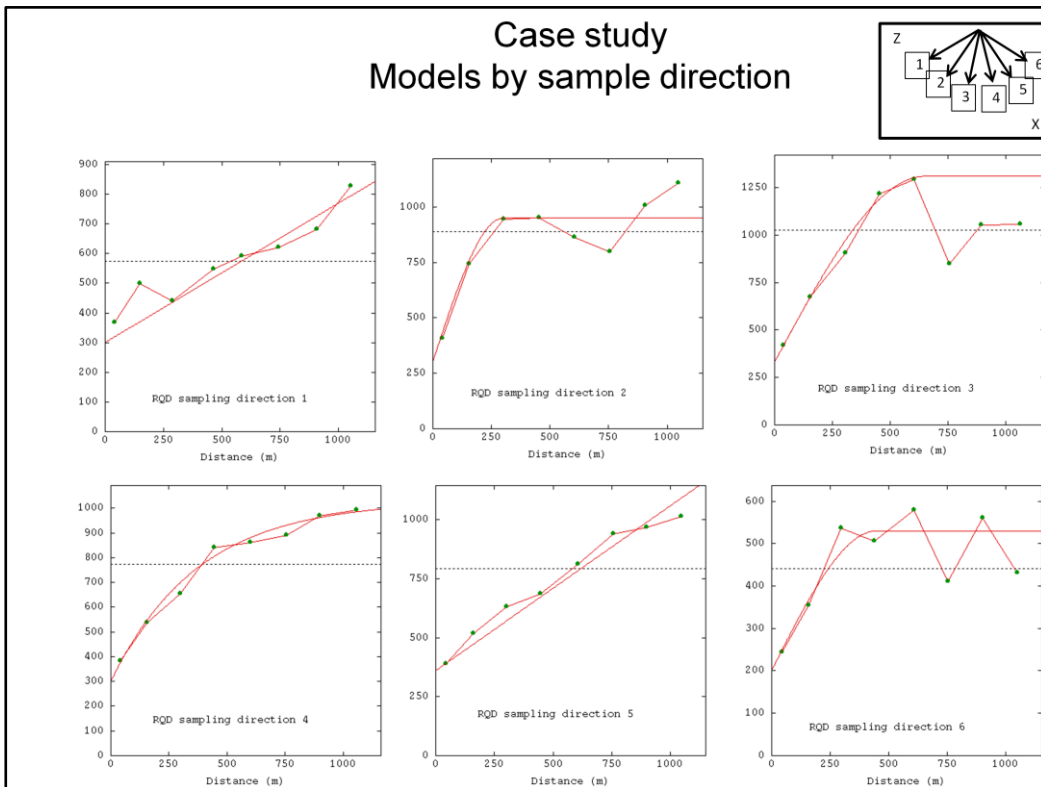 Case study
Models by sample direction
Z
1
2
3
4
5
6
X
900
800
700
600
500
400
300
200
100
0
0 250 500 750 1000
Distance (m)
RQD sampling direction 1
1000
750
500
250
0
0 250 500 750 1000
Distance (m)
RQD sampling direction 2
1250
1000
750
500
250
0
0 250 500 750 1000
Distance (m)
RQD sampling direction 3
1000
900
800
700
600
500
400
300
200
100
0
0 250 500 750 1000
Distance (m)
RQD sampling direction 4
1000
750
500
250
0
0 250 500 750 1000
Distance (m)
RQD sampling direction 5
600
500
400
300
200
100
0
0 250 500 750 1000
Distance (m)
RQD sampling direction 6